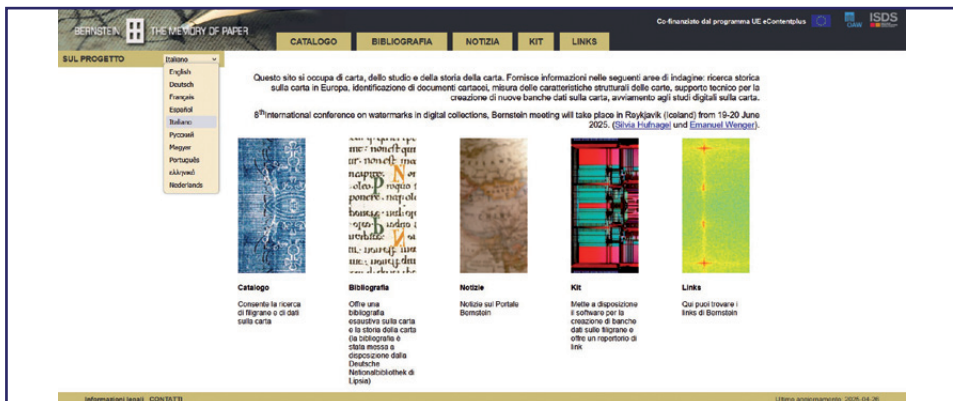 BERNSTEIN THE MEMORY OF PAPER
Co-finanziato dal programma UE eContentplus
ISDS
CATALOGO BIBLIOGRAFIA NOTIZIA KIT LINKS
SUL PROGETTO
Italiano
English
Deutsch
Français
Español
Italiano
Русский
Magyar
Português
ελληνικά
Nederlands
Questo sito si occupa di carta, dello studio e della storia della carta. Fornisce informazioni nelle seguenti aree di indagine: ricerca storica
sulla carta in Europa, identificazione di documenti cartacei, misura delle caratteristiche strutturali delle carte, supporto tecnico per la
creazione di nuove banche dati sulla carta, avviamento agli studi digitali sulla carta.
8th International conference on watermarks in digital collections, Bernstein meeting will take place in Reykjavik (Iceland) from 19-20 June
2025. (Silvia Hufnagel und Emanuel Wenger).
Catalogo
Consente la ricerca
di filigrane e di dati
sulla carta
Bibliografia
Offre una
bibliografia
esaustiva sulla carta
e la storia della carta
(la bibliografia è
stata messa a
disposizione dalla
Deutsche
Nationalbibliothek di
Lipsia)
Notizie
Notizie sul Portale
Bernstein
Kit
Mette a disposizione
il software per la
creazione di banche
dati sulle filigrane e
offre un repertorio di
link
Links
Qui puoi trovare i
links di Bernstein
Informazioni legali CONTATTI
Ultimo aggiornamento: 2025-04-26